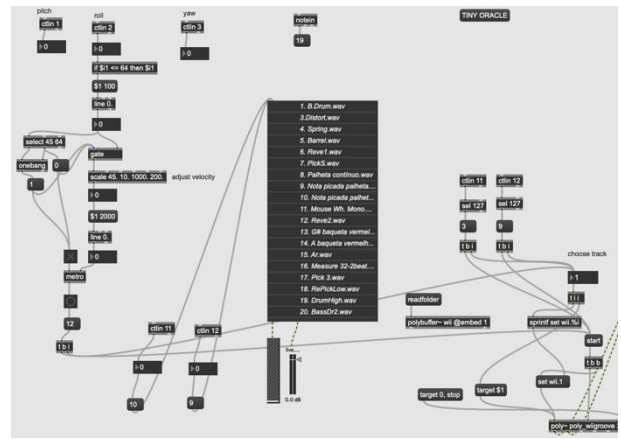 pitch
ctlin 1
0
roll
ctlin 2
0
if $i1 <= 64 then $i1
$1 100
line 0.
0
select 45 64
onebang
0
1
gate
scale 45. 10. 1000. 200.
adjust velocity
0
$1 2000
line 0.
0
metro
12
t b i
yaw
ctlin 3
0
notein
19
TINY ORACLE
1. B.Drum.wav
3.Distort.wav
4. Spring.wav
5. Barrel.wav
6. Reve1.wav
7. PickS.wav
8. Palheta contínuo.wav
9. Nota picada palheta....
10. Nota picada palheta....
11. Mouse Wh. Mono....
12. Reve2.wav
13. G# baqueta vermel...
14. A baqueta vermelh...
15. Ar.wav
16. Measure 32-2beat....
17. Pick 3.wav
18. RePickLow.wav
19. DrumHigh.wav
20. BassDr2.wav
ctlin 11
0
10
ctlin 12
0
9
live....
0.0 dB
readfolder
polybuffer~ wii @embed 1
ctlin 11
ctlin 12
sel 127
sel 127
3
9
t b i
t b i
choose track
1
t i i
sprintf set wii.%i
start
t b b
set wii.1
target $1
target 0, stop
poly~ poly_wiigroove